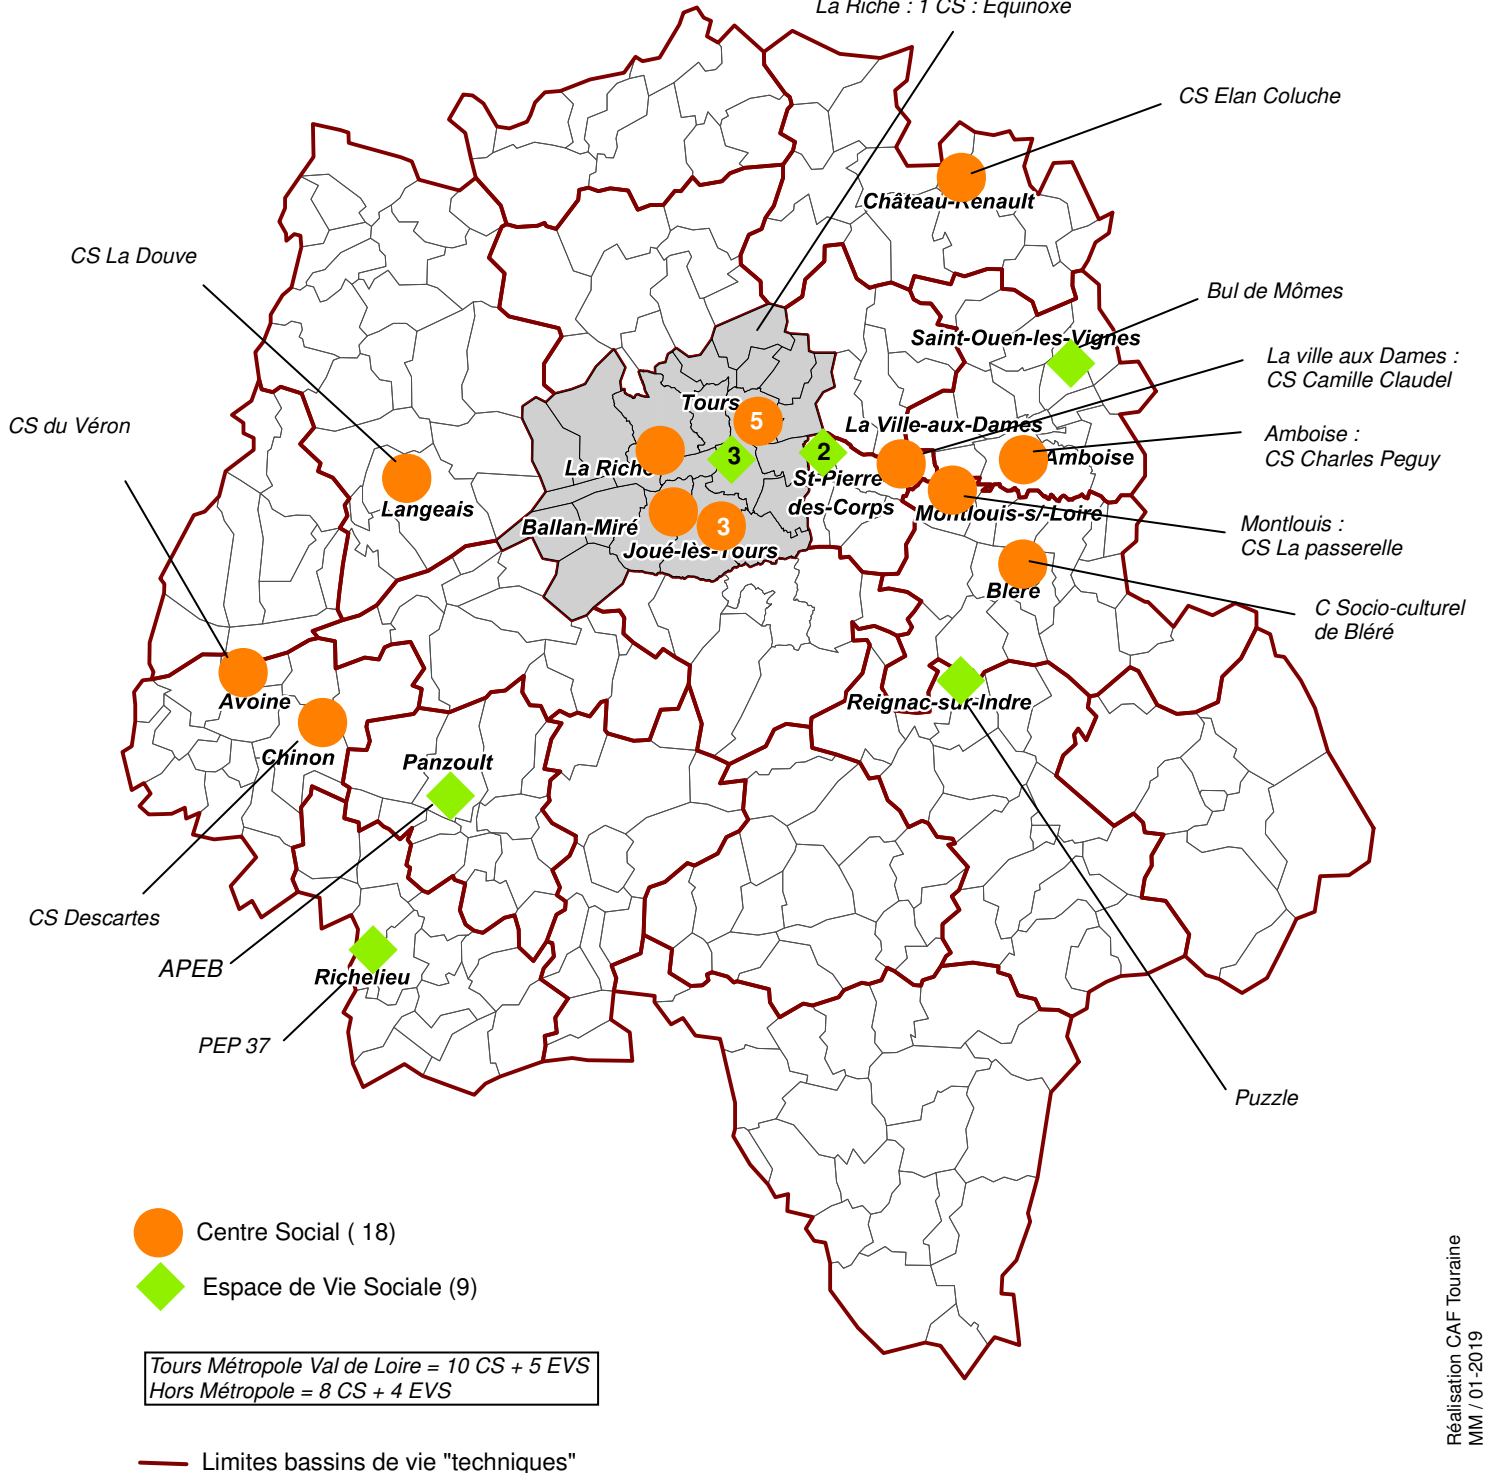 La Riche : 1 CS : Equinoxe
CS Elan Coluche
Château-Renault
CS La Douve
Bul de Mômes
Saint-Ouen-les-Vignes
La ville aux Dames :
CS Camille Claudel
CS du Véron
Tours
5
La Ville-aux-Dames
Amboise :
CS Charles Peguy
La Riche
3
2
St-Pierre
des-Corps
Amboise
Langeais
Ballan-Miré
3
Joué-lès-Tours
Montlouis-s/-Loire
Montlouis :
CS La passerelle
Bléré
C Socio-culturel
de Bléré
Avoine
Reignac-sur-Indre
Chinon
Panzoult
CS Descartes
APEB
Richelieu
PEP 37
Puzzle
Centre Social ( 18)
Espace de Vie Sociale (9)
Tours Métropole Val de Loire = 10 CS + 5 EVS
Hors Métropole = 8 CS + 4 EVS
Limites bassins de vie "techniques"
Réalisation CAF Touraine
MM / 01-2019